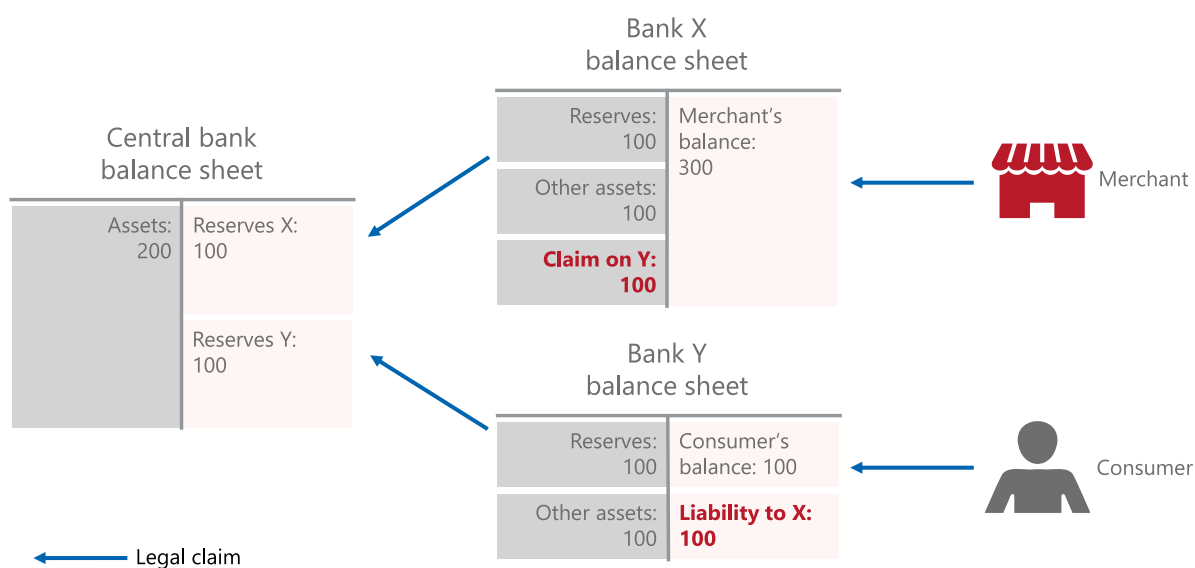 Central bank
balance sheet
Assets:
200
Reserves X:
100
Reserves Y:
100
Bank X
balance sheet
Reserves:
100
Other assets:
100
Claim on Y:
100
Merchant's
balance:
300
Merchant
Bank Y
balance sheet
Reserves:
100
Other assets:
100
Consumer's
balance: 100
Liability to X:
100
Consumer
Legal claim